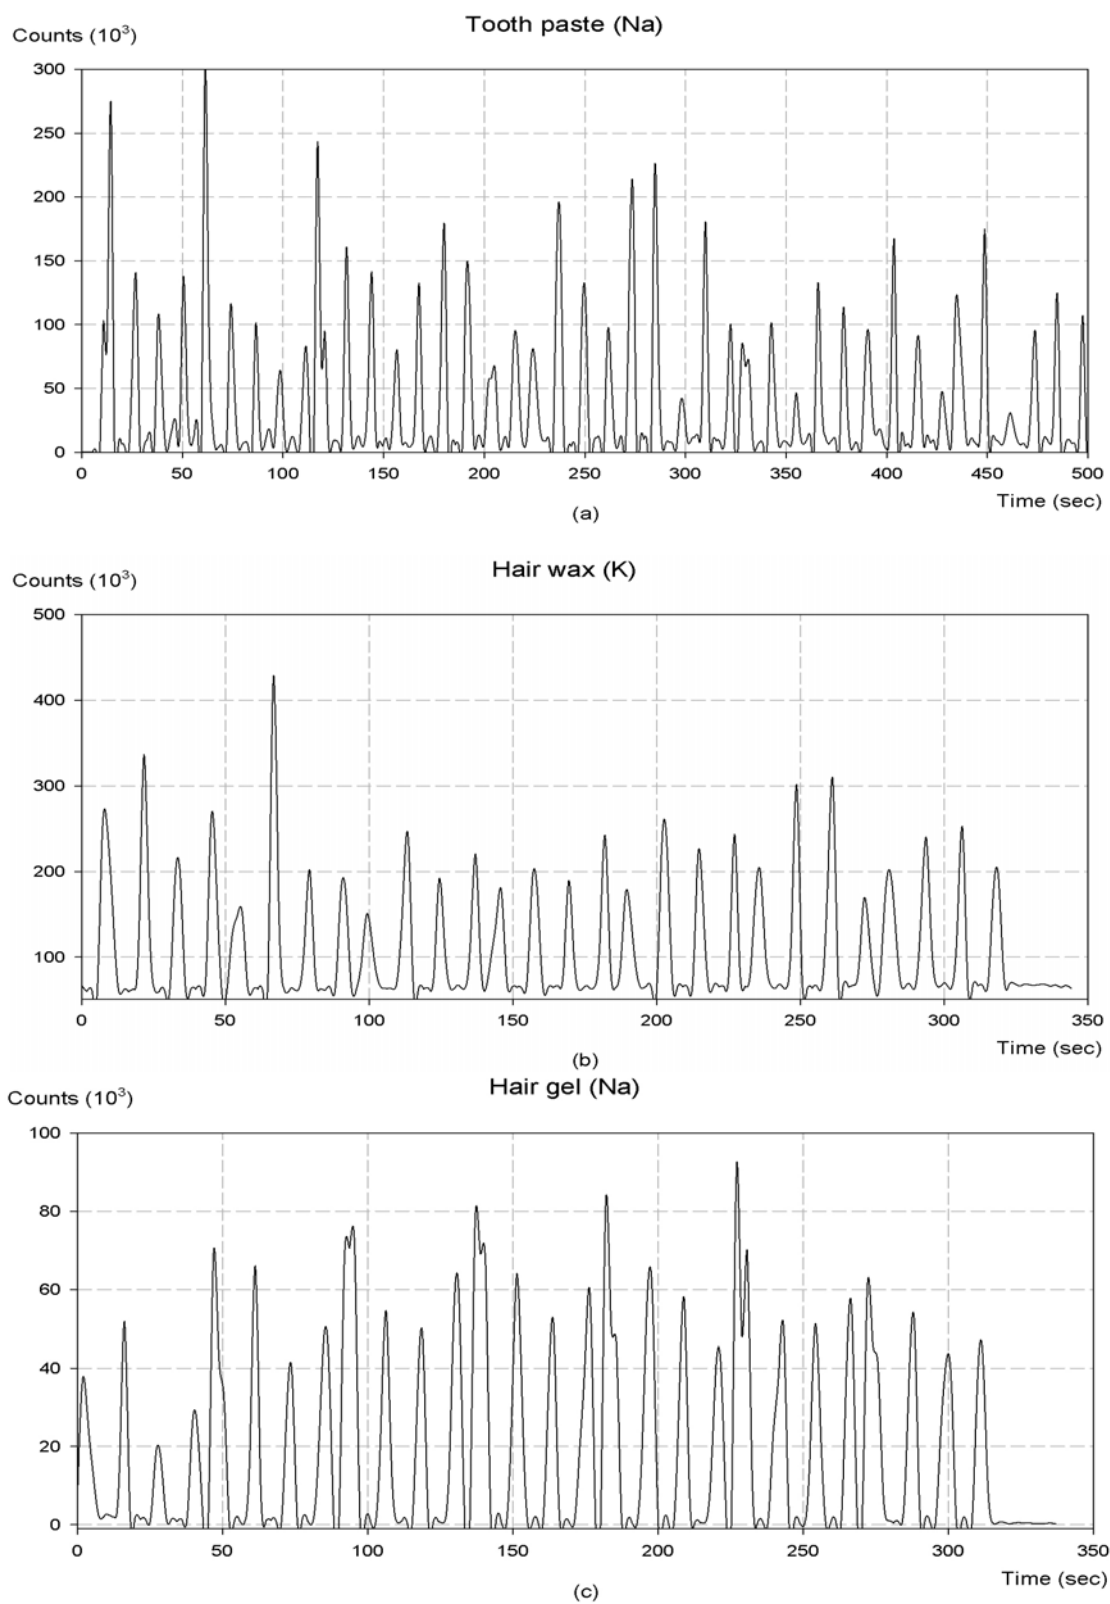 Tooth paste (Na)
Counts (10³)
300
250
200
150
100
50
0
0 50 100 150 200 250 300 350 400 450 500
Time (sec)
(a)
Hair wax (K)
Counts (10³)
500
400
300
200
100
0 50 100 150 200 250 300 350
Time (sec)
(b)
Hair gel (Na)
Counts (10³)
100
80
60
40
20
0
0 50 100 150 200 250 300 350
Time (sec)
(c)